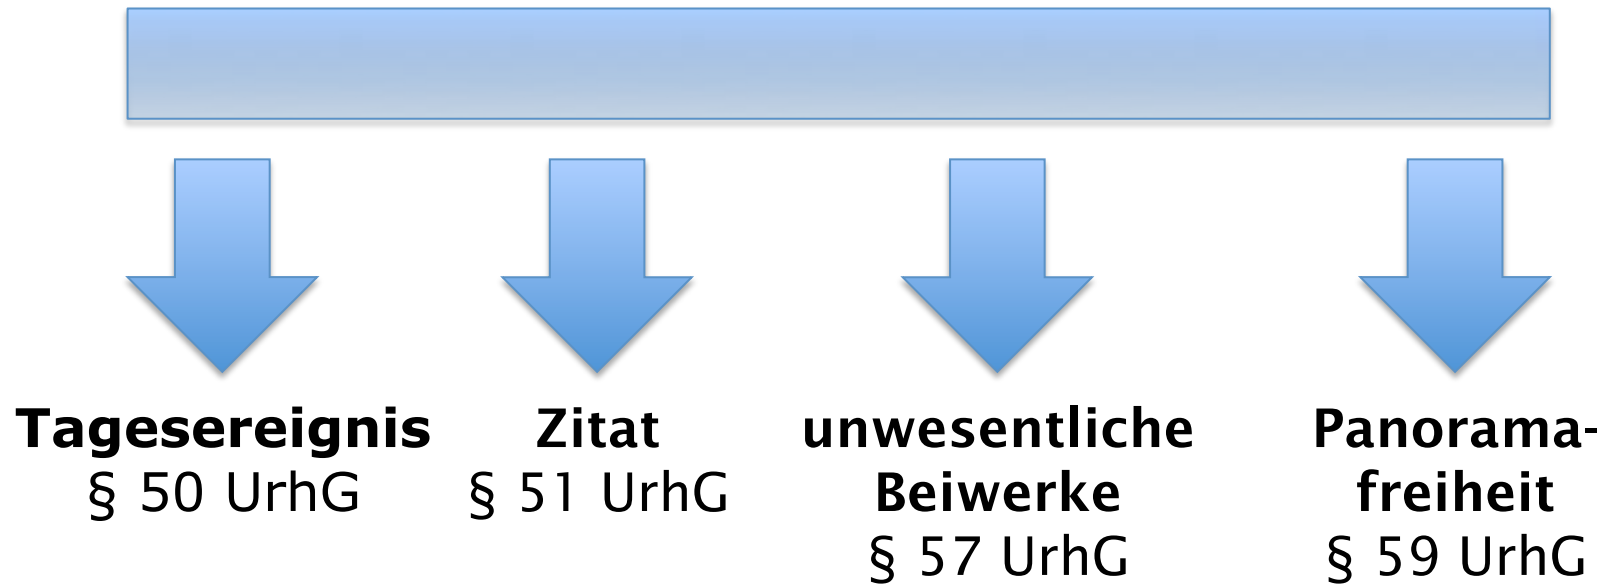 Tagesereignis
§ 50 UrhG
Zitat
§ 51 UrhG
unwesentliche
Beiwerke
§ 57 UrhG
Panorama-
freiheit
§ 59 UrhG